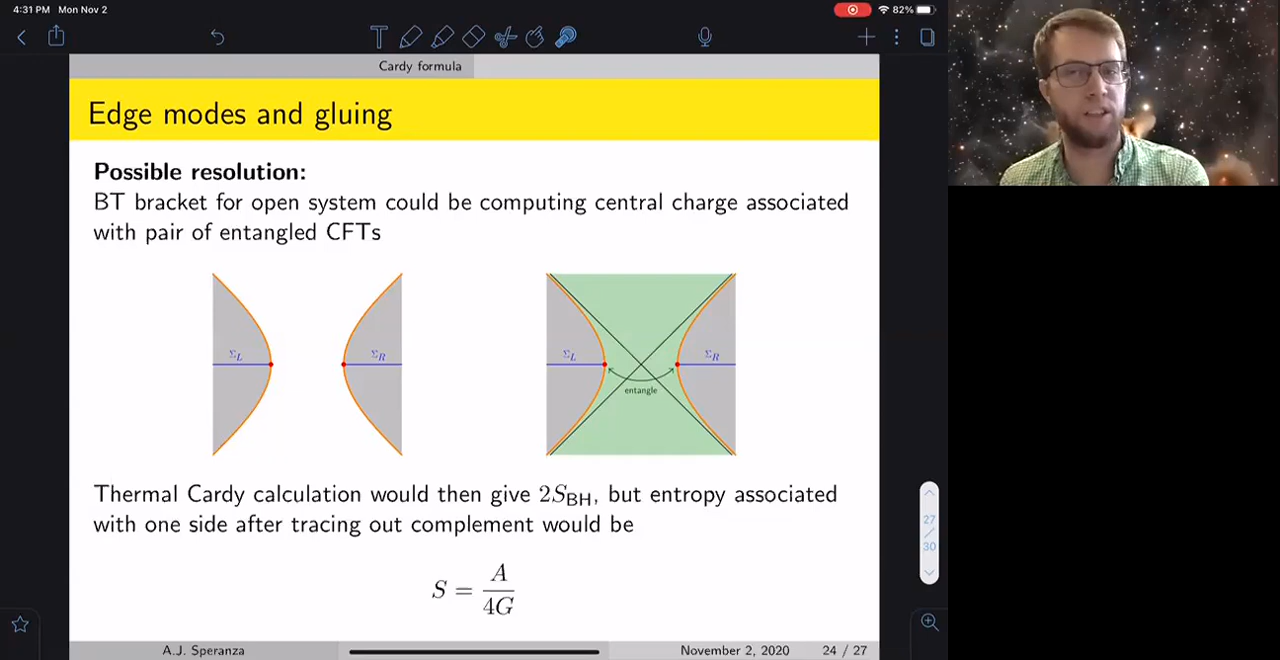 4:31 PM Mon Nov 2
82%
Cardy formula
Edge modes and gluing
Possible resolution:
BT bracket for open system could be computing central charge associated
with pair of entangled CFTs
Σ_L Σ_R Σ_L Σ_R
entangle
Thermal Cardy calculation would then give 2S_BH, but entropy associated
with one side after tracing out complement would be
S = A/4G
27
/
30
A.J. Speranza November 2, 2020 24 / 27